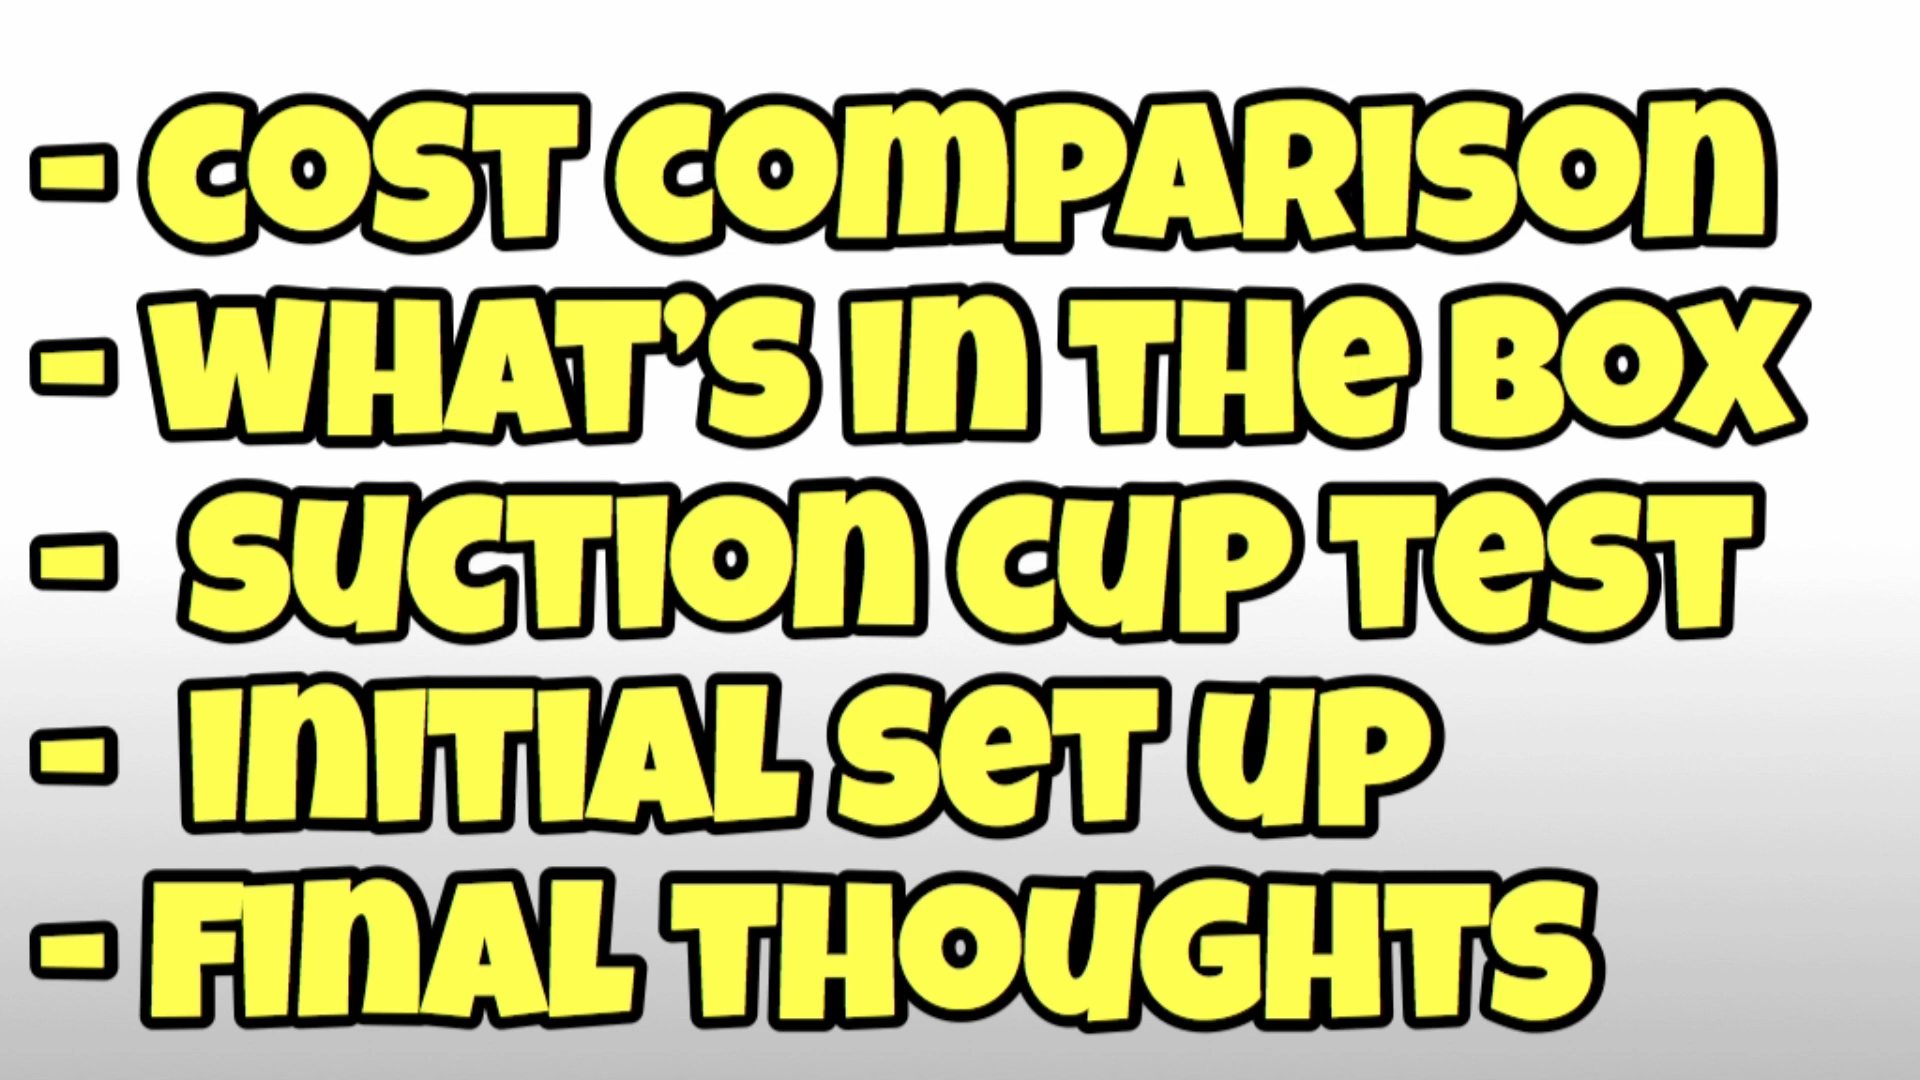 - COST COMPARISON
- WHAT'S IN THE BOX
- SUCTION CUP TEST
- INITIAL SET UP
- FINAL THOUGHTS